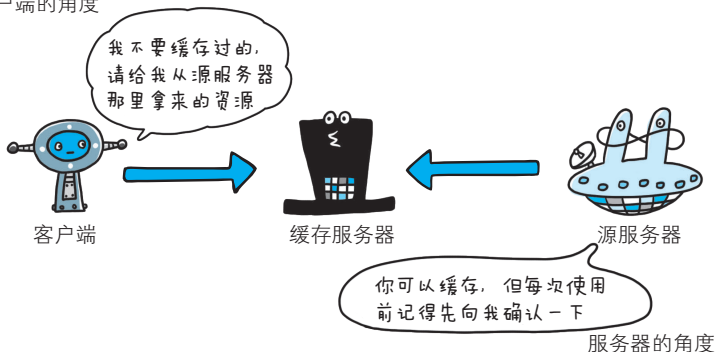 户端的角度
我不要缓存过的,
请给我从源服务器
那里拿来的资源
客户端
缓存服务器
源服务器
你可以缓存, 但每次使用
前记得先向我确认一下
服务器的角度